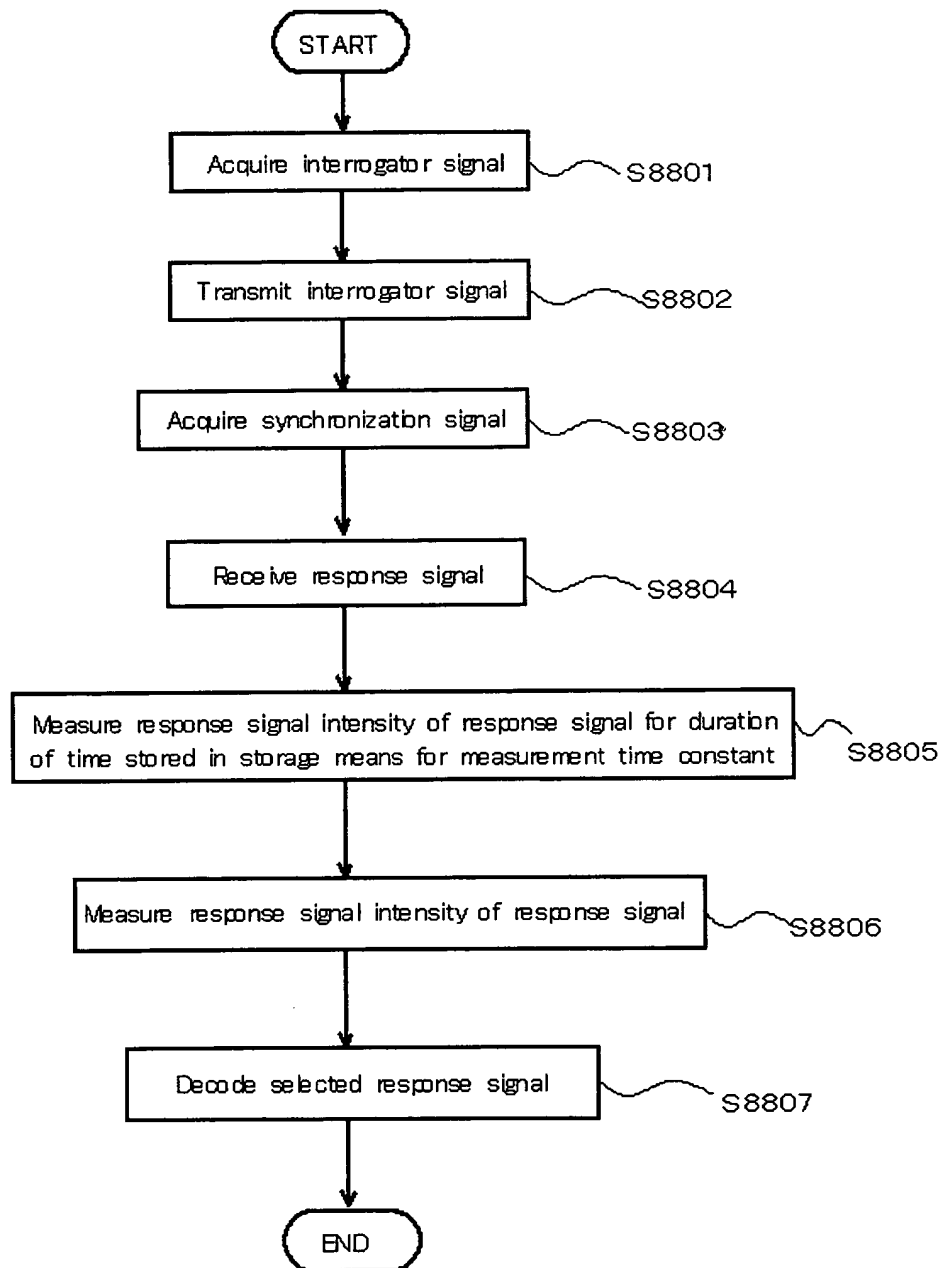 START
Acquire interrogator signal
S8801
Transmit interrogator signal
S8802
Acquire synchronization signal
S8803
Receive response signal
S8804
Measure response signal intensity of response signal for duration
of time stored in storage means for measurement time constant
S8805
Measure response signal intensity of response signal
S8806
Decode selected response signal
S8807
END